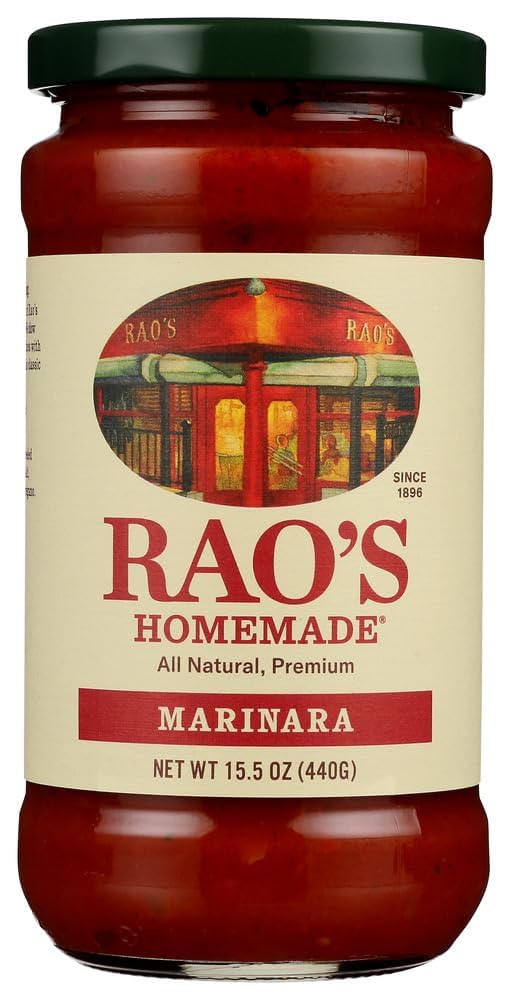 RAO'S
RAO'S
SINCE
1896
RAO'S
HOMEMADE®
All Natural, Premium
MARINARA
NET WT 15.5 OZ (440G)